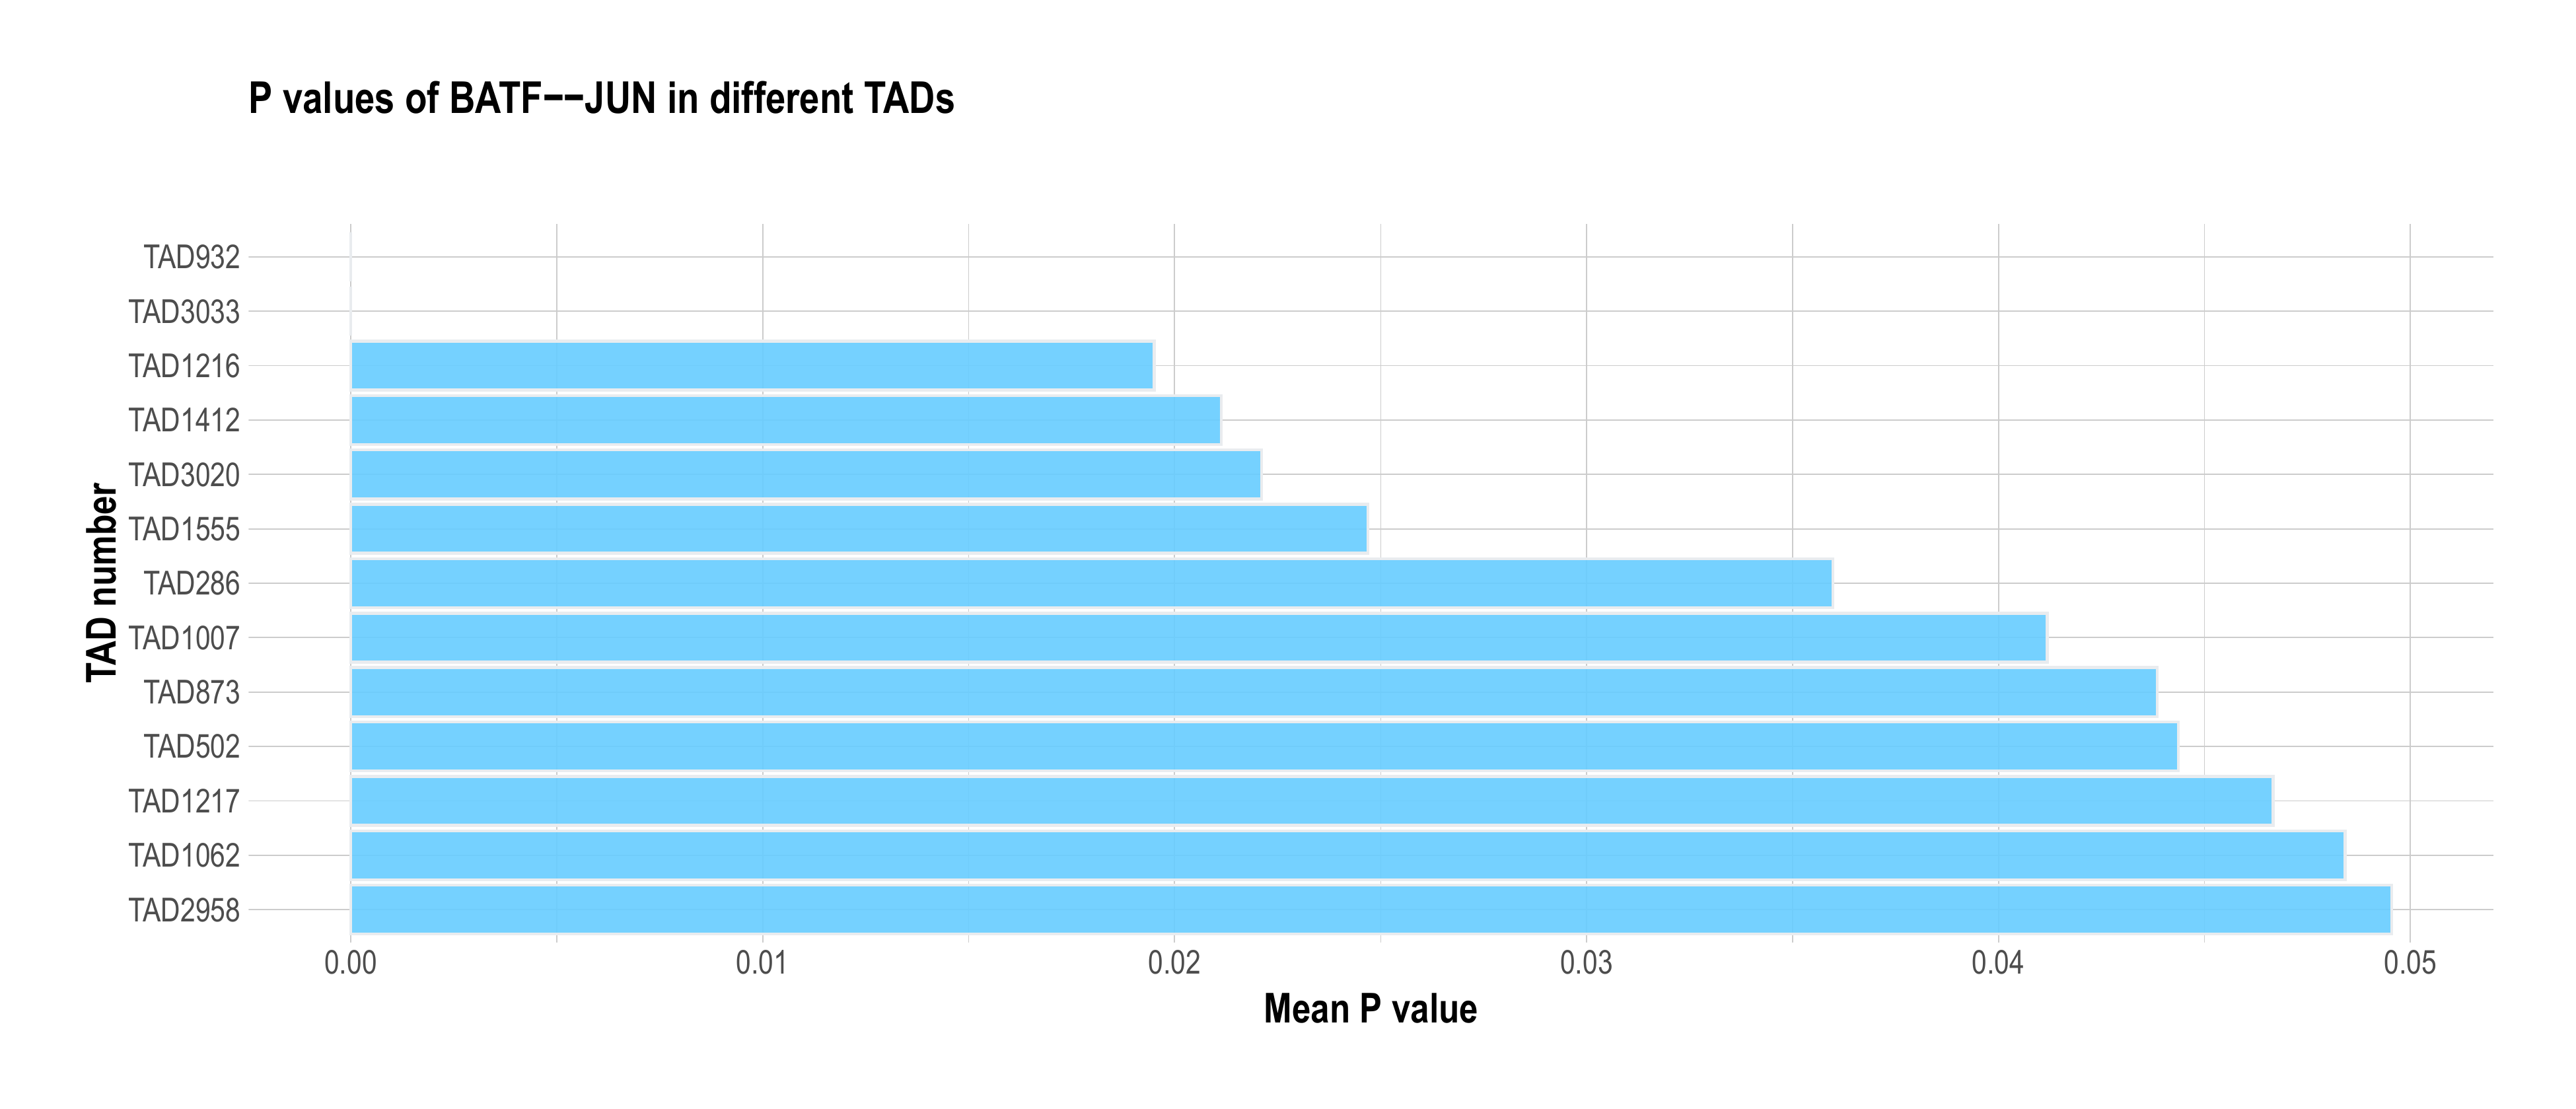 P values of BATF−−JUN in different TADs
TAD number
TAD932
TAD3033
TAD1216
TAD1412
TAD3020
TAD1555
TAD286
TAD1007
TAD873
TAD502
TAD1217
TAD1062
TAD2958
0.00 0.01 0.02 0.03 0.04 0.05
Mean P value